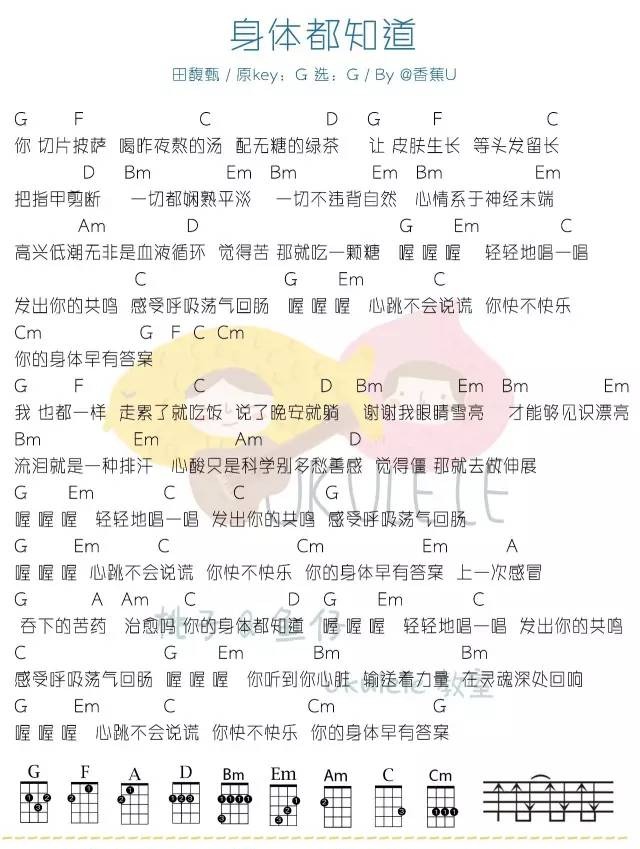 身体都知道
田馥甄 / 原key：G 选：G / By @香蕉U
G F C D G F C
你 切片披萨 喝昨夜熬的汤 配无糖的绿茶 让 皮肤生长 等头发留长
D Bm Em Bm Em Bm Em
把指甲剪断 一切都娴熟平淡 一切不违背自然 心情系于神经末端
Am D G Em C
高兴低潮无非是血液循环 觉得苦 那就吃一颗糖 喔 喔 喔 轻轻地唱一唱
C G Em C
发出你的共鸣 感受呼吸荡气回肠 喔 喔 喔 心跳不会说谎 你快不快乐
Cm G F C Cm
你的身体早有答案
G F C D Bm Em Bm Em
我 也都一样 走累了就吃饭 说了晚安就躺 谢谢我眼睛雪亮 才能够见识漂亮
Bm Em Am D
流泪就是一种排汗 心酸只是科学别多愁善感 觉得僵 那就去做伸展
G Em C C G
喔 喔 喔 轻轻地唱一唱 发出你的共鸣 感受呼吸荡气回肠
G Em C Cm Em A
喔 喔 喔 心跳不会说谎 你快不快乐 你的身体早有答案 上一次感冒
G A Am C D G Em C
吞下的苦药 治愈吗 你的身体都知道 喔 喔 喔 轻轻地唱一唱 发出你的共鸣
C G Em Bm Bm
感受呼吸荡气回肠 喔 喔 喔 你听到你心脏 输送着力量 在灵魂深处回响
G Em C Cm G
喔 喔 喔 心跳不会说谎 你快不快乐 你的身体早有答案
G F A D Bm Em Am C Cm
UKULELE
桃子&鱼仔
ukulele 教室